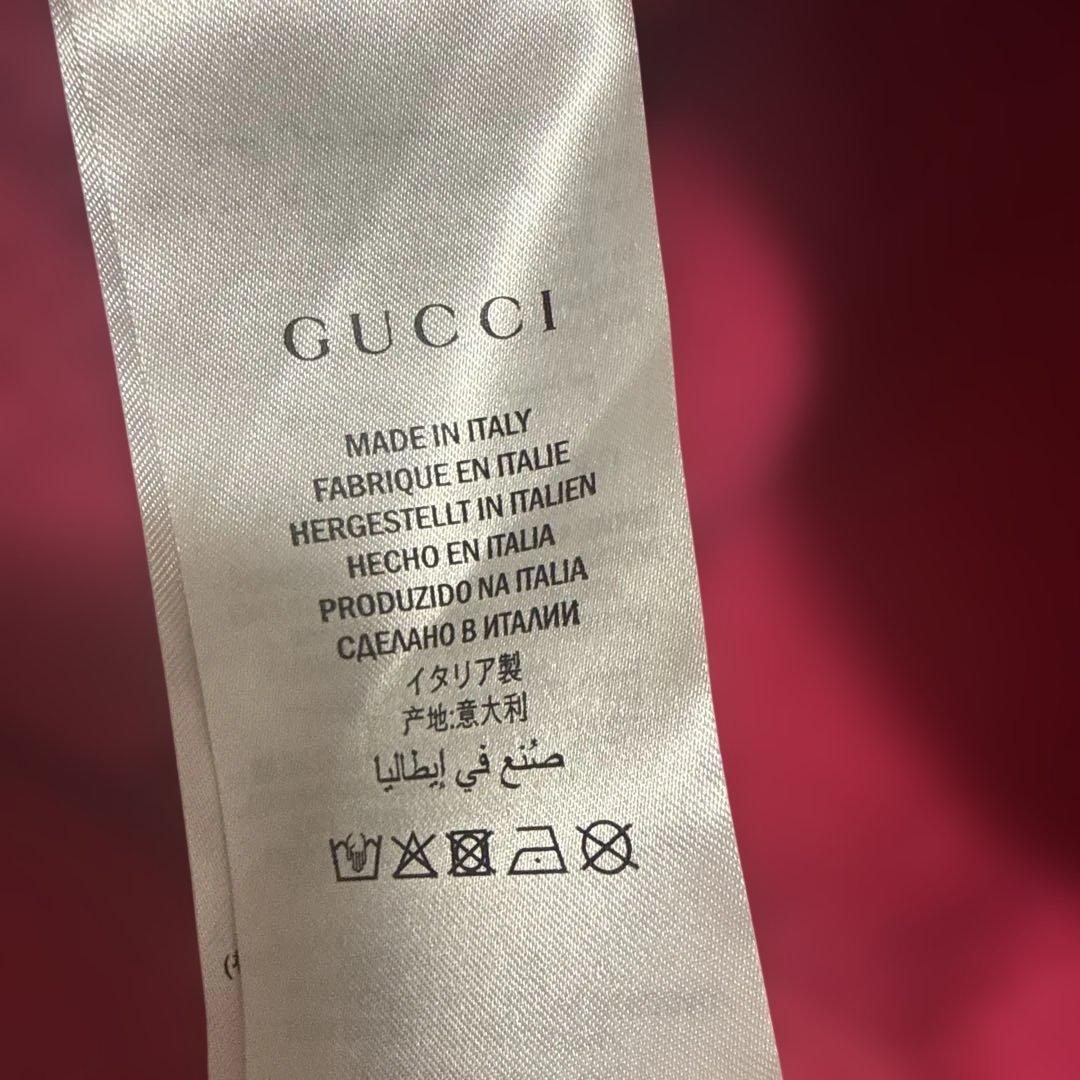 GUCCI
MADE IN ITALY
FABRIQUE EN ITALIE
HERGESTELLT IN ITALIEN
HECHO EN ITALIA
PRODUZIDO NA ITALIA
СДЕЛАНО В ИТАЛИИ
イタリア製
产地:意大利
صُنع في إيطاليا